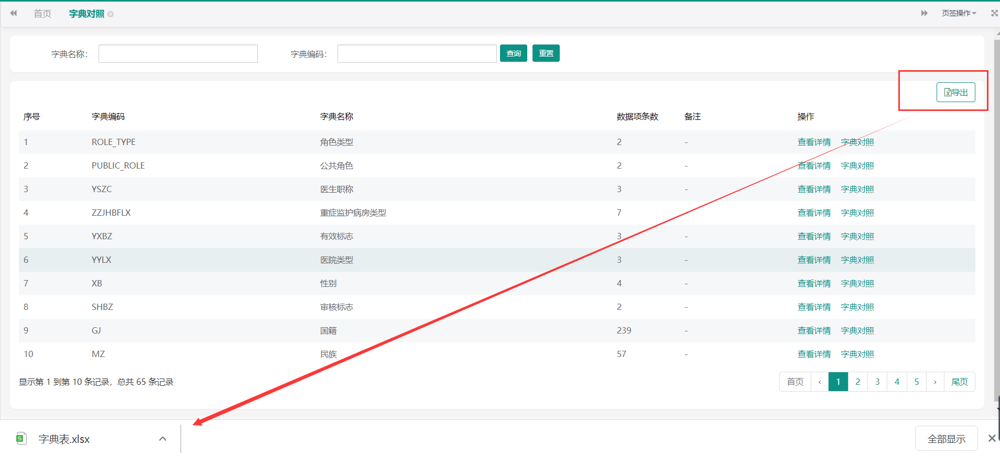 首页 字典对照 页签操作
字典名称： 字典编码： 查询 重置
导出
序号 字典编码 字典名称 数据项条数 备注 操作
1 ROLE_TYPE 角色类型 2 - 查看详情 字典对照
2 PUBLIC_ROLE 公共角色 2 - 查看详情 字典对照
3 YSZC 医生职称 3 - 查看详情 字典对照
4 ZZJHBFLX 重症监护病房类型 7 - 查看详情 字典对照
5 YXBZ 有效标志 3 - 查看详情 字典对照
6 YYLX 医院类型 3 - 查看详情 字典对照
7 XB 性别 4 - 查看详情 字典对照
8 SHBZ 审核标志 2 - 查看详情 字典对照
9 GJ 国籍 239 - 查看详情 字典对照
10 MZ 民族 57 - 查看详情 字典对照
显示第 1 到第 10 条记录，总共 65 条记录 首页 ‹ 1 2 3 4 5 › 尾页
字典表.xlsx 全部显示